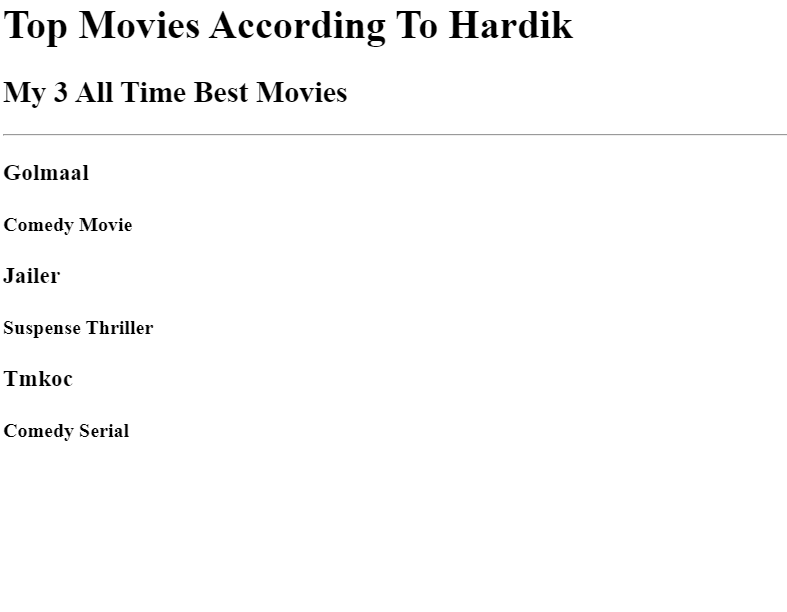 Top Movies According To Hardik
My 3 All Time Best Movies
Golmaal
Comedy Movie
Jailer
Suspense Thriller
Tmkoc
Comedy Serial